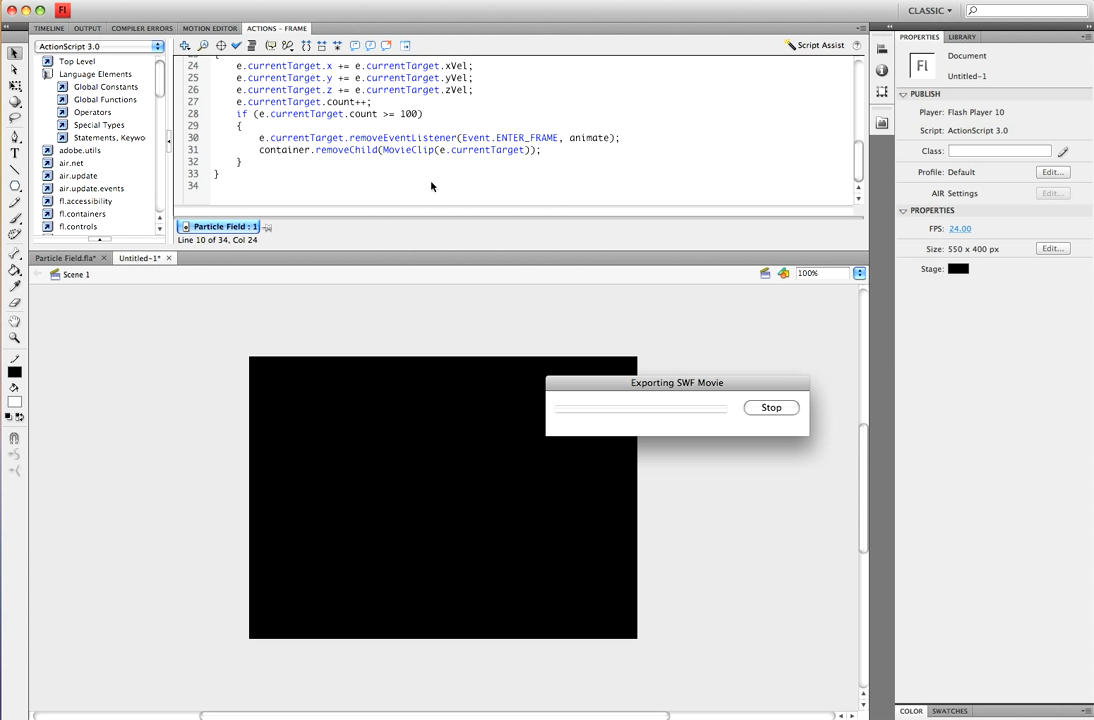 Fl
CLASSIC
TIMELINE
OUTPUT
COMPILER ERRORS
MOTION EDITOR
ACTIONS – FRAME
ActionScript 3.0
Top Level
Language Elements
Global Constants
Global Functions
Operators
Special Types
Statements, Keywo
adobe.utils
air.net
air.update
air.update.events
fl.accessibility
fl.containers
fl.controls
Script Assist
24 e.currentTarget.x += e.currentTarget.xVel;
25 e.currentTarget.y += e.currentTarget.yVel;
26 e.currentTarget.z += e.currentTarget.zVel;
27 e.currentTarget.count++;
28 if (e.currentTarget.count >= 100)
29 {
30 e.currentTarget.removeEventListener(Event.ENTER_FRAME, animate);
31 container.removeChild(MovieClip(e.currentTarget));
32 }
33 }
34
Particle Field : 1
Line 10 of 34, Col 24
Particle Field.fla*
Untitled-1*
Scene 1
100%
Exporting SWF Movie
Stop
PROPERTIES
LIBRARY
Fl
Document
Untitled-1
PUBLISH
Player: Flash Player 10
Script: ActionScript 3.0
Class:
Profile: Default
Edit...
AIR Settings
Edit...
PROPERTIES
FPS: 24.00
Size: 550 x 400 px
Edit...
Stage:
COLOR
SWATCHES